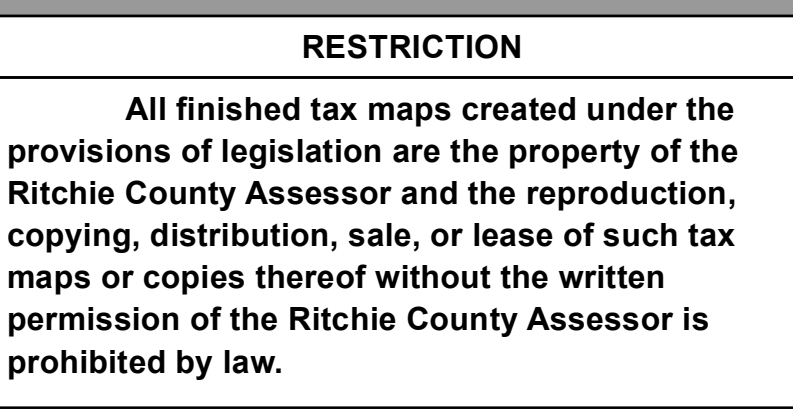 RESTRICTION
All finished tax maps created under the
provisions of legislation are the property of the
Ritchie County Assessor and the reproduction,
copying, distribution, sale, or lease of such tax
maps or copies thereof without the written
permission of the Ritchie County Assessor is
prohibited by law.